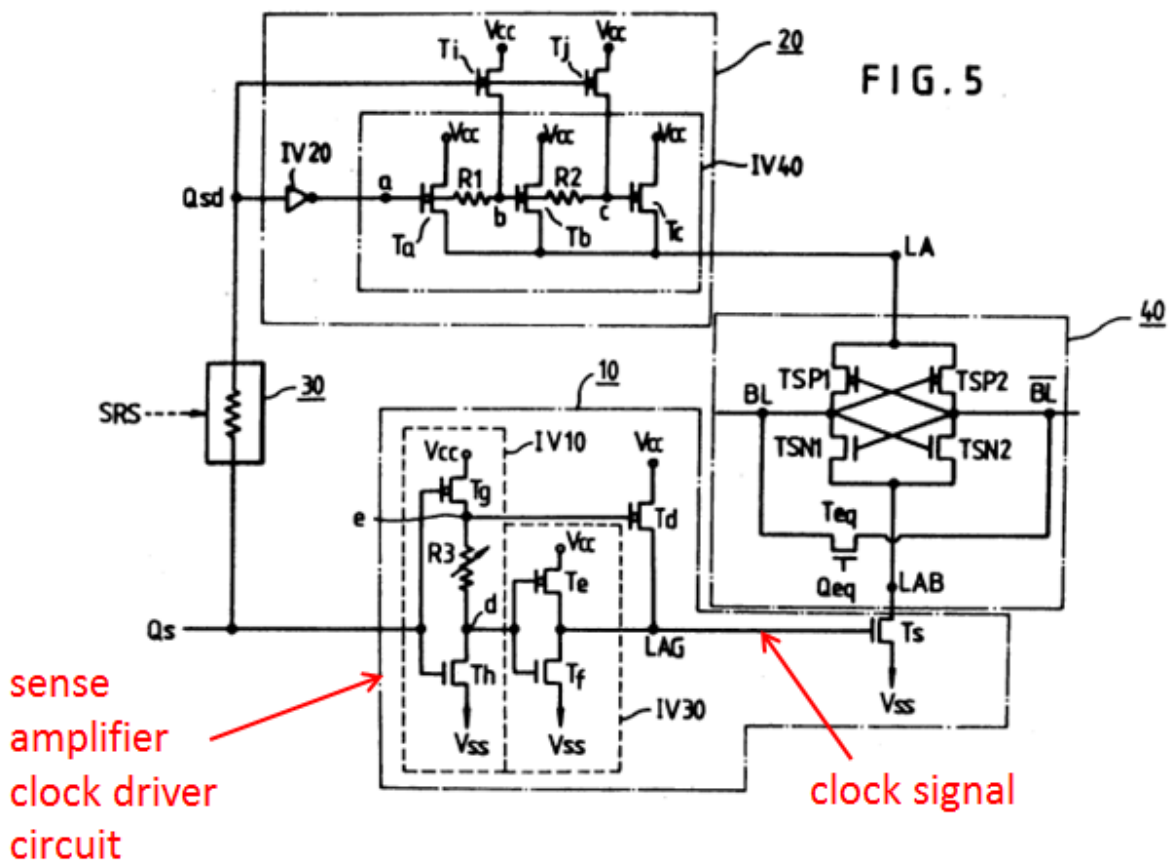 Vcc
Vcc
20
Ti
Tj
FIG. 5
Vcc
Vcc
Vcc
IV20
IV40
a
R1
R2
Qsd
b
c
Ta
Tb
Tc
LA
40
30
10
TSP1
TSP2
BL
BL
SRS
IV10
Vcc
Vcc
TSN1
TSN2
Tg
e
Td
Teq
R3
Vcc
Te
Qeq
LAB
d
Qs
LAG
Ts
Th
Tf
Vss
IV30
Vss
Vss
sense
amplifier
clock driver
circuit
clock signal